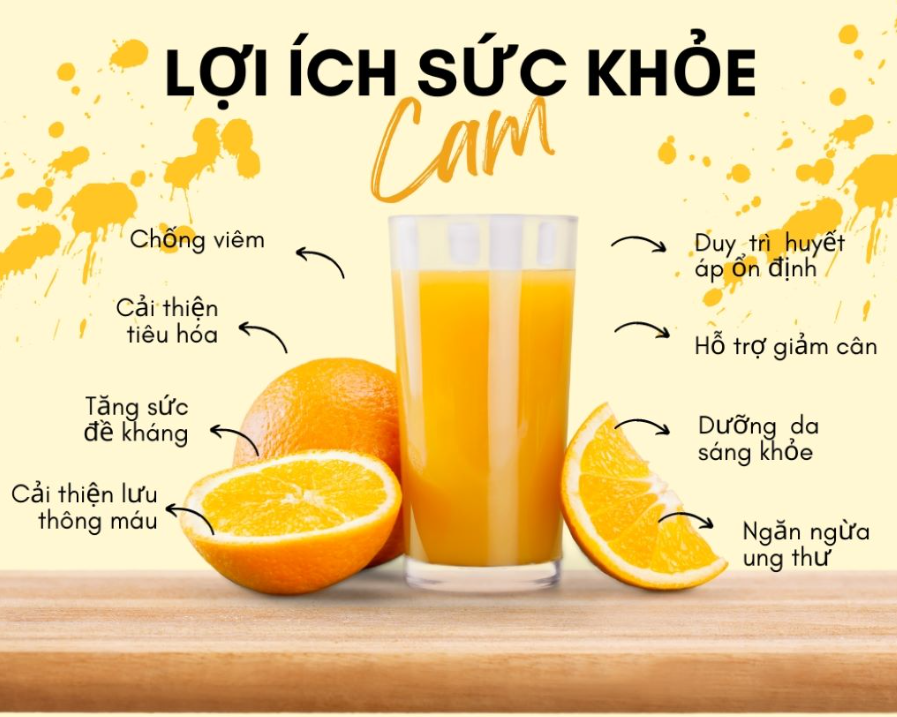 LỢI ÍCH SỨC KHỎE
Cam
Chống viêm
Cải thiện
tiêu hóa
Tăng sức
đề kháng
Cải thiện lưu
thông máu
Duy trì huyết
áp ổn định
Hỗ trợ giảm cân
Dưỡng da
sáng khỏe
Ngăn ngừa
ung thư